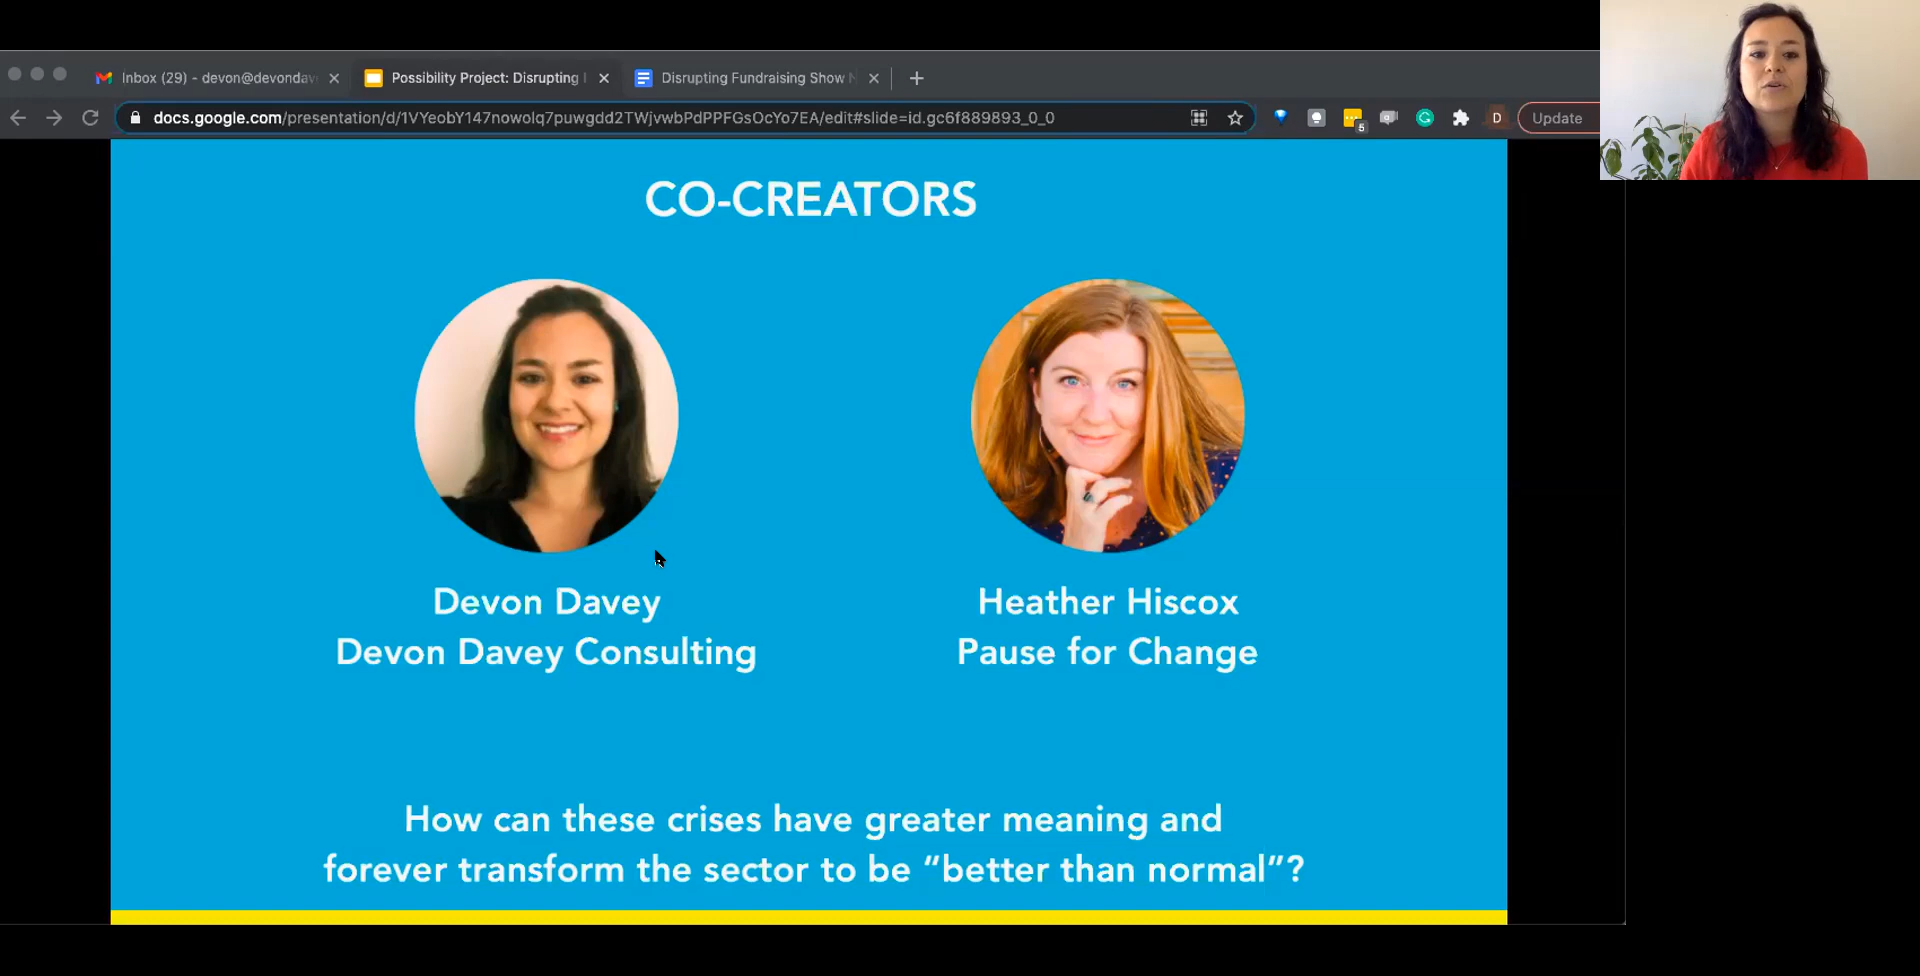 Inbox (29) - devon@devondav
Possibility Project: Disrupting
Disrupting Fundraising Show N
docs.google.com/presentation/d/1VYeobY147nowolq7puwgdd2TWjvwbPdPPFGsOcYo7EA/edit#slide=id.gc6f889893_0_0
5
D
Update
CO-CREATORS
Devon Davey
Devon Davey Consulting
Heather Hiscox
Pause for Change
How can these crises have greater meaning and
forever transform the sector to be “better than normal”?